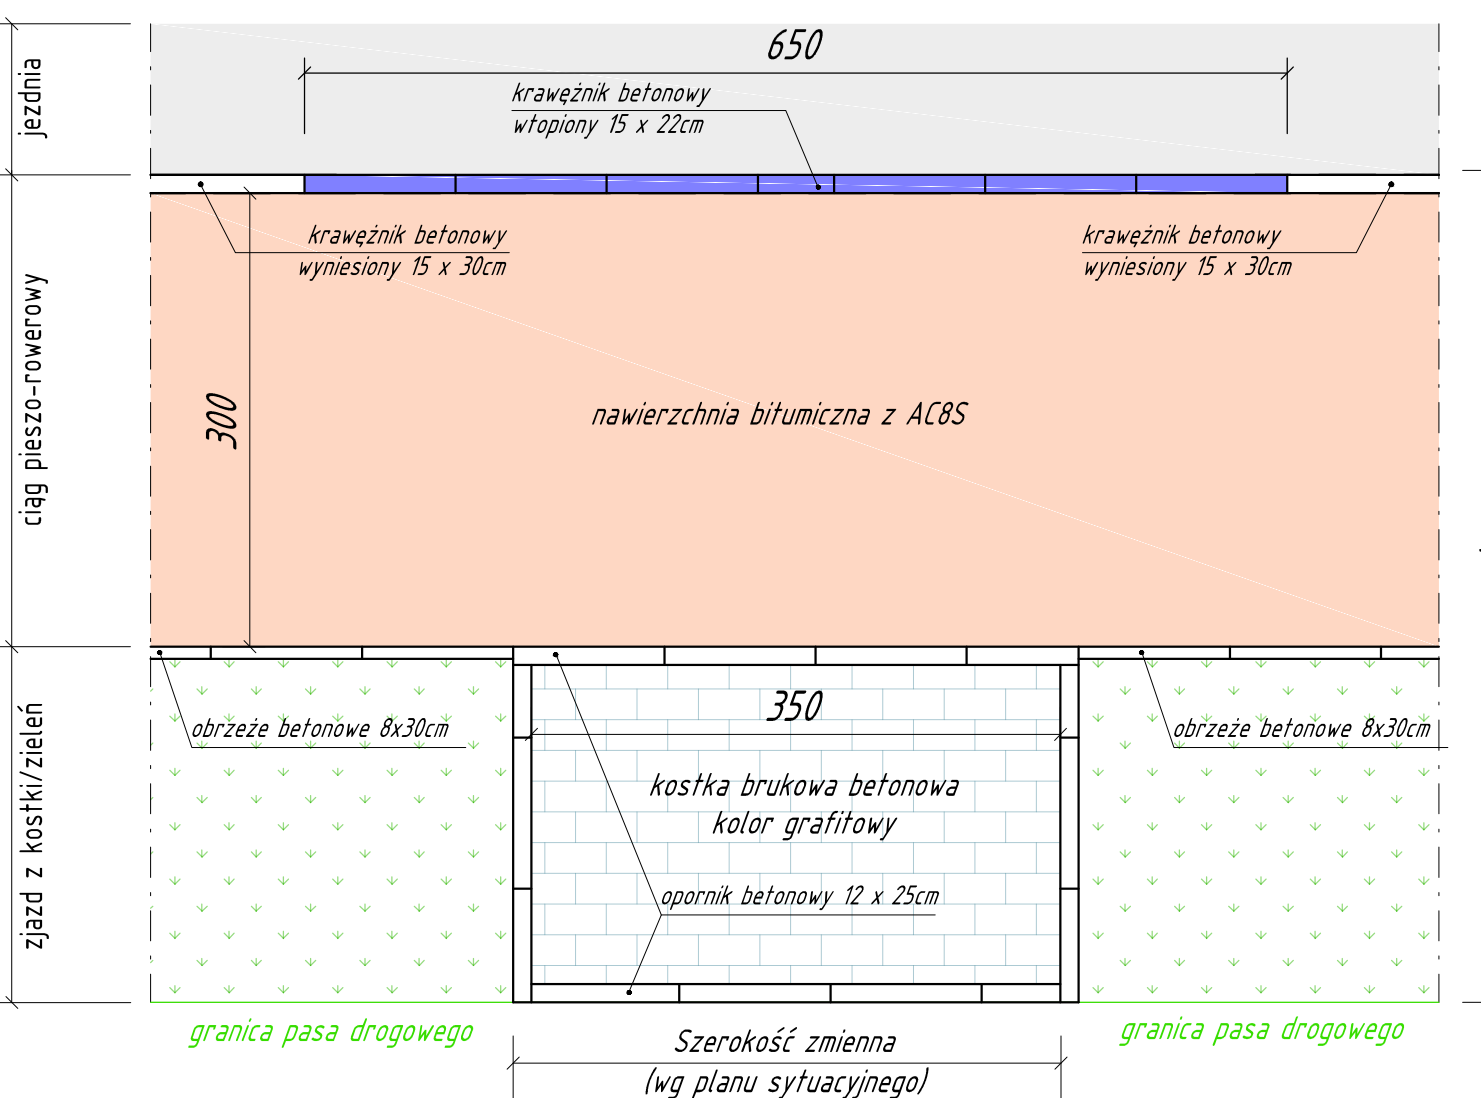 jezdnia
650
krawężnik betonowy
wtopiony 15 x 22cm
krawężnik betonowy
wyniesiony 15 x 30cm
krawężnik betonowy
wyniesiony 15 x 30cm
ciąg pieszo-rowerowy
300
nawierzchnia bitumiczna z AC8S
zjazd z kostki/zieleń
obrzeże betonowe 8x30cm
350
obrzeże betonowe 8x30cm
kostka brukowa betonowa
kolor grafitowy
opornik betonowy 12 x 25cm
granica pasa drogowego
granica pasa drogowego
Szerokość zmienna
(wg planu sytuacyjnego)